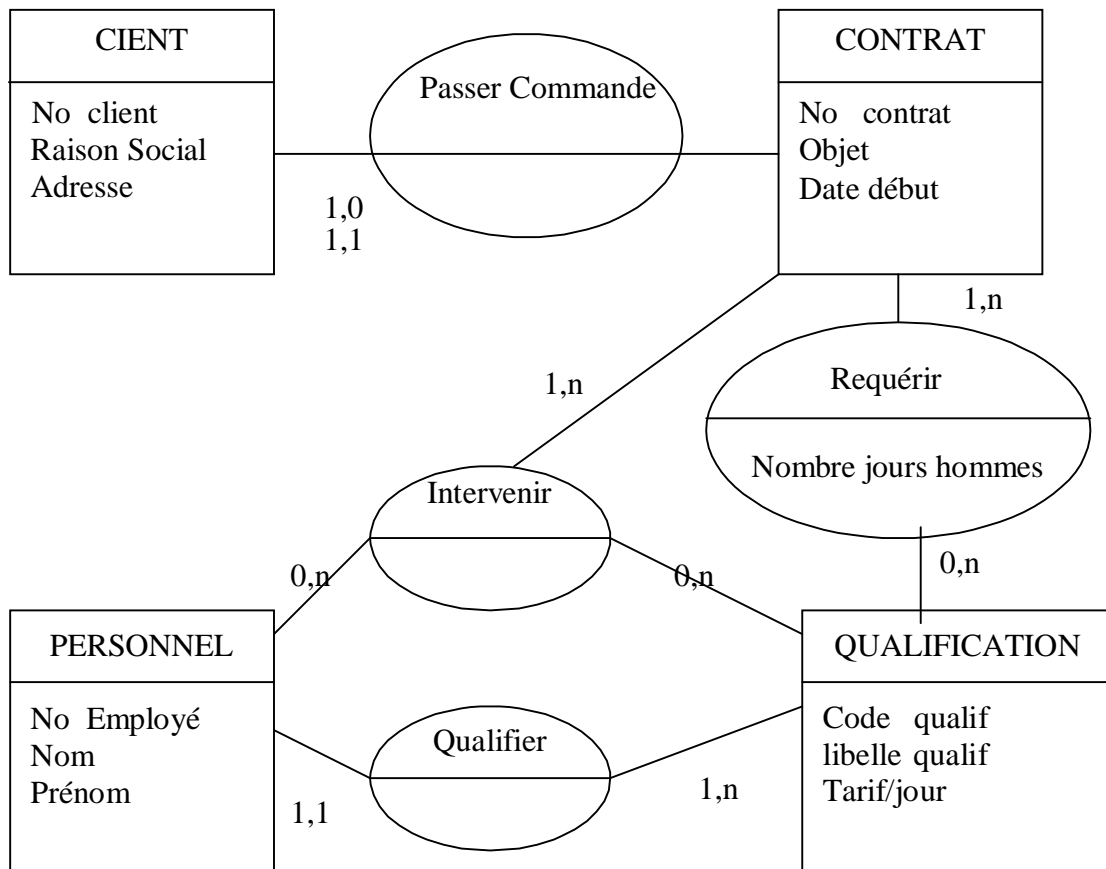 CIENT
No client
Raison Social
Adresse
Passer Commande
1,0
1,1
CONTRAT
No contrat
Objet
Date début
1,n
1,n
Requérir
Nombre jours hommes
Intervenir
0,n
0,n
0,n
PERSONNEL
No Employé
Nom
Prénom
1,1
Qualifier
1,n
QUALIFICATION
Code qualif
libelle qualif
Tarif/jour